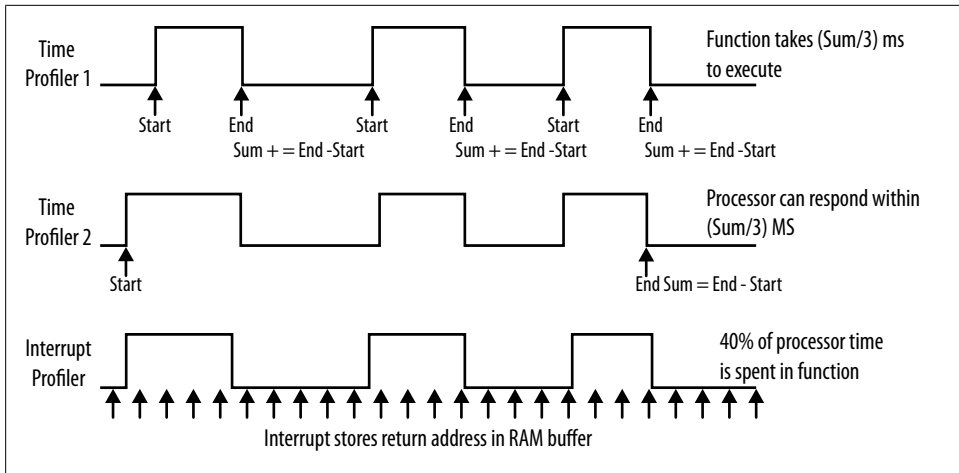 Time
Profiler 1
Function takes (Sum/3) ms
to execute
Start
End
Start
End
Start
End
Sum + = End -Start
Sum + = End -Start
Sum + = End -Start
Time
Profiler 2
Processor can respond within
(Sum/3) MS
Start
End Sum = End - Start
Interrupt
Profiler
40% of processor time
is spent in function
Interrupt stores return address in RAM buffer